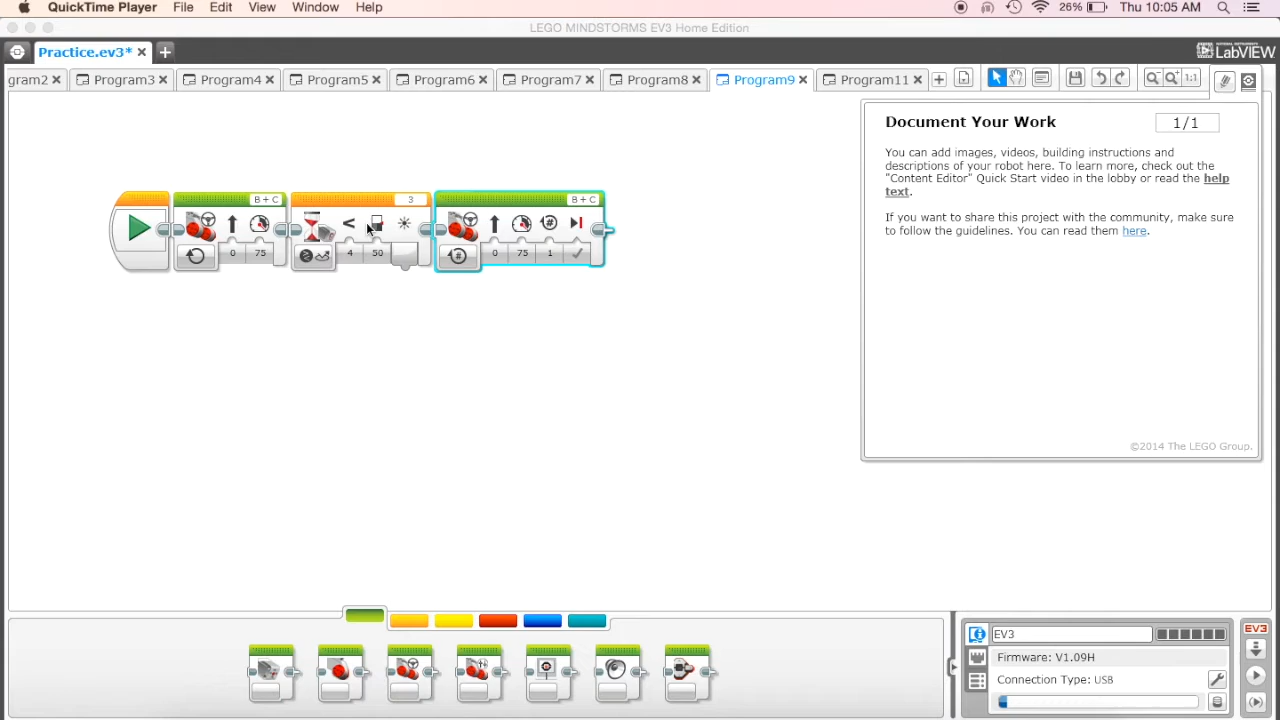 QuickTime Player File Edit View Window Help 26% Thu 10:05 AM
LEGO MINDSTORMS EV3 Home Edition
Practice.ev3* LabVIEW
gram2 Program3 Program4 Program5 Program6 Program7 Program8 Program9 Program11 1:1
Document Your Work 1/1
You can add images, videos, building instructions and
descriptions of your robot here. To learn more, check out the
"Content Editor" Quick Start video in the lobby or read the help
text.
If you want to share this project with the community, make sure
to follow the guidelines. You can read them here.
©2014 The LEGO Group.
B + C 3 B + C
<
# 
0 75 4 50 0 75 1
EV3 EV3
Firmware: V1.09H
Connection Type: USB